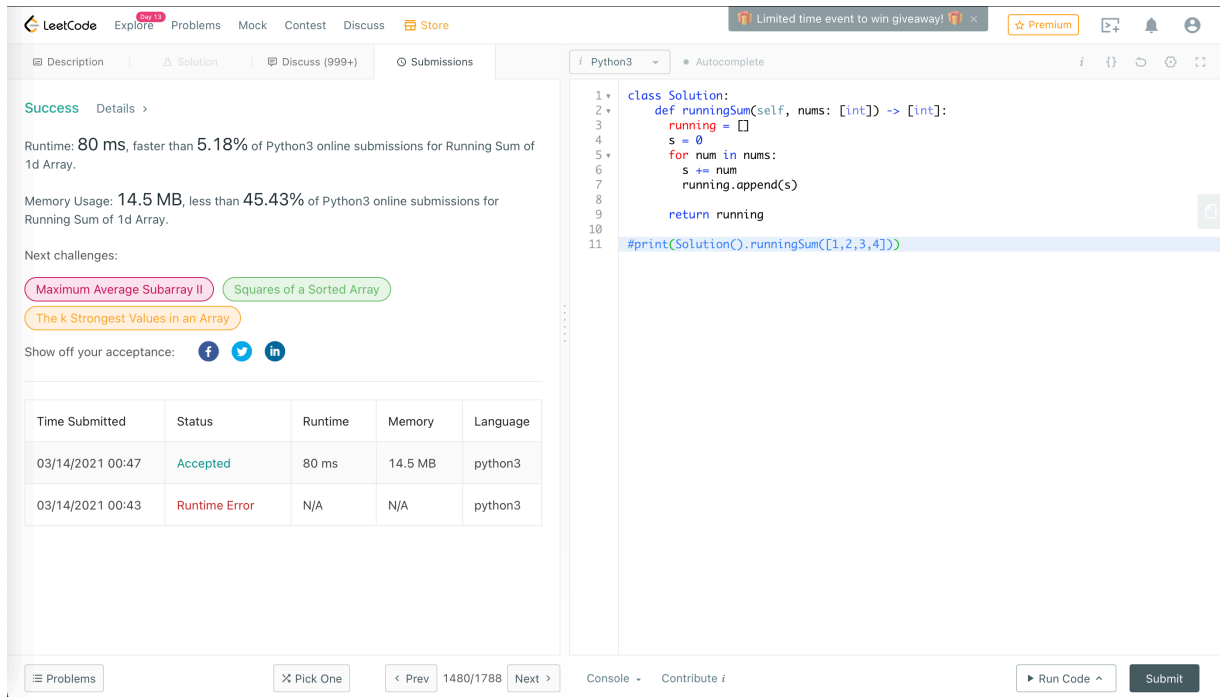 LeetCode Explore Day 13 Problems Mock Contest Discuss Store Limited time event to win giveaway! × Premium
Description Solution Discuss (999+) Submissions
i Python3 Autocomplete i {}
Success Details >
Runtime: 80 ms, faster than 5.18% of Python3 online submissions for Running Sum of
1d Array.
Memory Usage: 14.5 MB, less than 45.43% of Python3 online submissions for
Running Sum of 1d Array.
Next challenges:
Maximum Average Subarray II Squares of a Sorted Array
The k Strongest Values in an Array
Show off your acceptance: f in
Time Submitted Status Runtime Memory Language
03/14/2021 00:47 Accepted 80 ms 14.5 MB python3
03/14/2021 00:43 Runtime Error N/A N/A python3
1 class Solution:
2 def runningSum(self, nums: [int]) -> [int]:
3 running = []
4 s = 0
5 for num in nums:
6 s += num
7 running.append(s)
8
9 return running
10
11 #print(Solution().runningSum([1,2,3,4]))
Problems Pick One < Prev 1480/1788 Next > Console Contribute i Run Code Submit